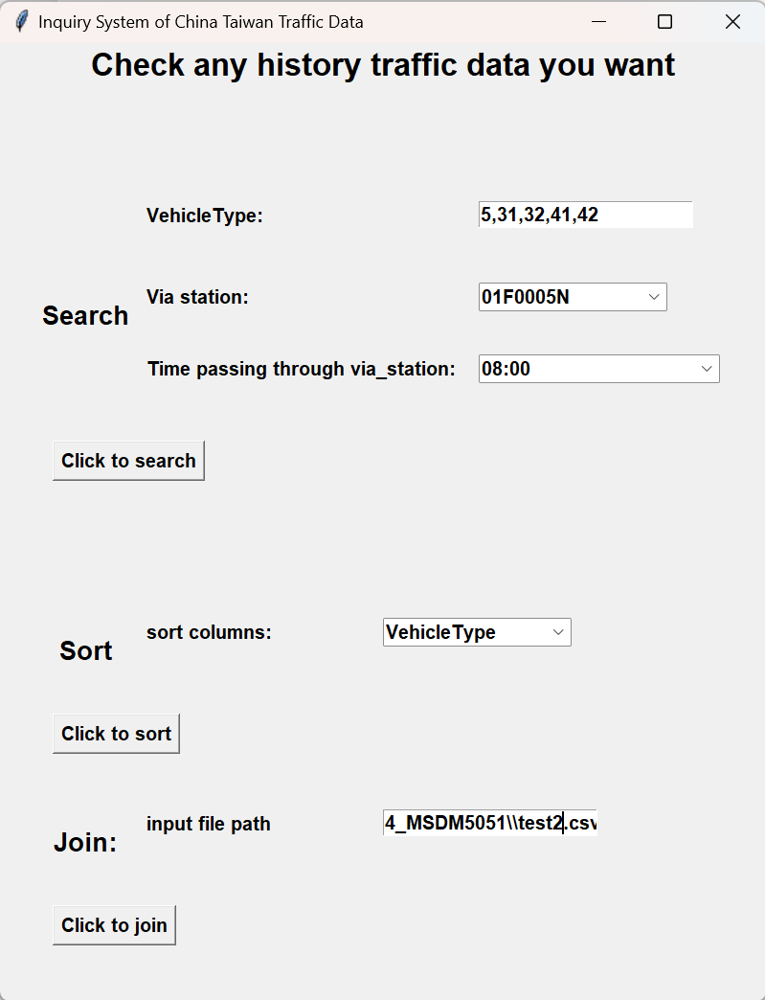 Inquiry System of China Taiwan Traffic Data
Check any history traffic data you want
VehicleType:
5,31,32,41,42
Via station:
01F0005N
Search
Time passing through via_station:
08:00
Click to search
sort columns:
VehicleType
Sort
Click to sort
input file path
4_MSDM5051\\test2.csv
Join:
Click to join